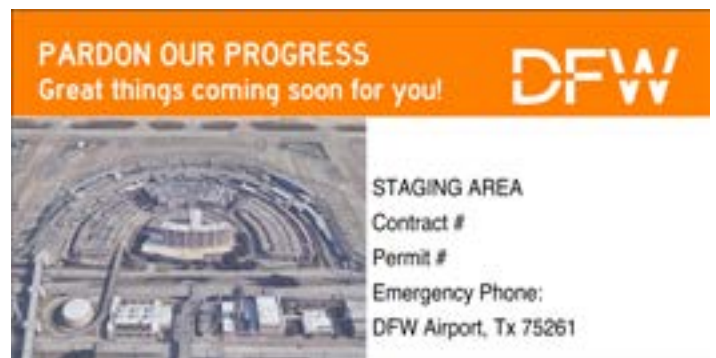 PARDON OUR PROGRESS
Great things coming soon for you!
DFW
STAGING AREA
Contract #
Permit #
Emergency Phone:
DFW Airport, Tx 75261